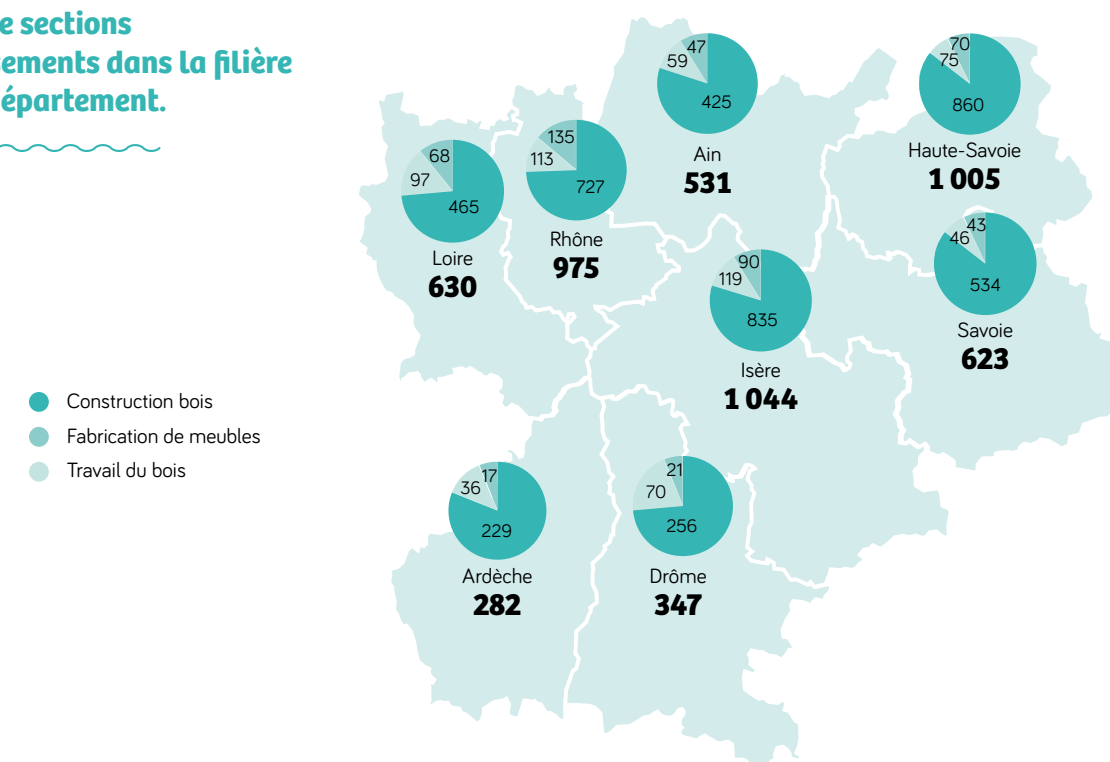 e sections
ements dans la filière
épartement.
47
59
425
Ain
531
70
75
860
Haute-Savoie
1 005
68
97
465
Loire
630
135
113
727
Rhône
975
90
119
835
Isère
1 044
43
46
534
Savoie
623
Construction bois
Fabrication de meubles
Travail du bois
17
36
229
Ardèche
282
21
70
256
Drôme
347